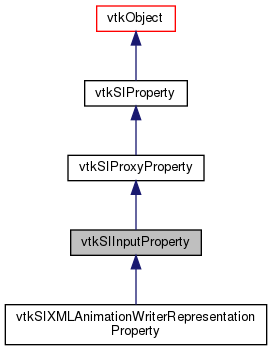 vtkObject
vtkSIProperty
vtkSIProxyProperty
vtkSIInputProperty
vtkSIXMLAnimationWriterRepresentation
Property